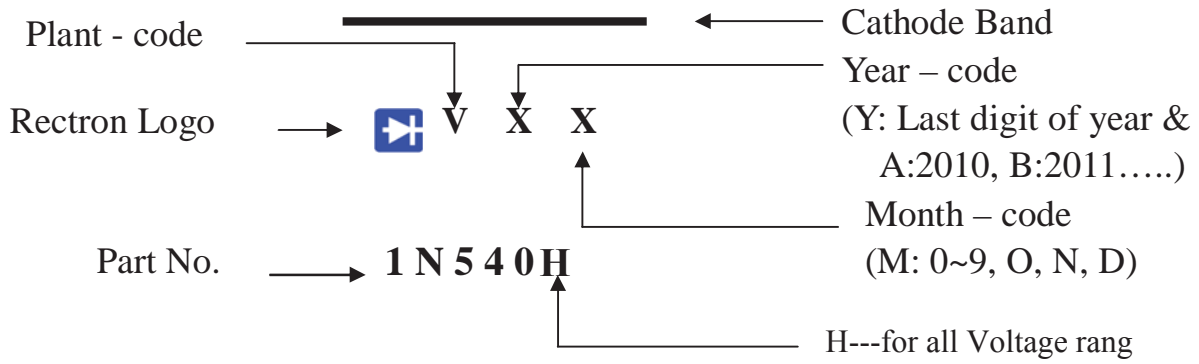 Cathode Band
Plant - code
Year – code
Rectron Logo
V X X
(Y: Last digit of year &
A:2010, B:2011…..)
Month – code
(M: 0~9, O, N, D)
Part No.
1 N 5 4 0 H
H---for all Voltage rang